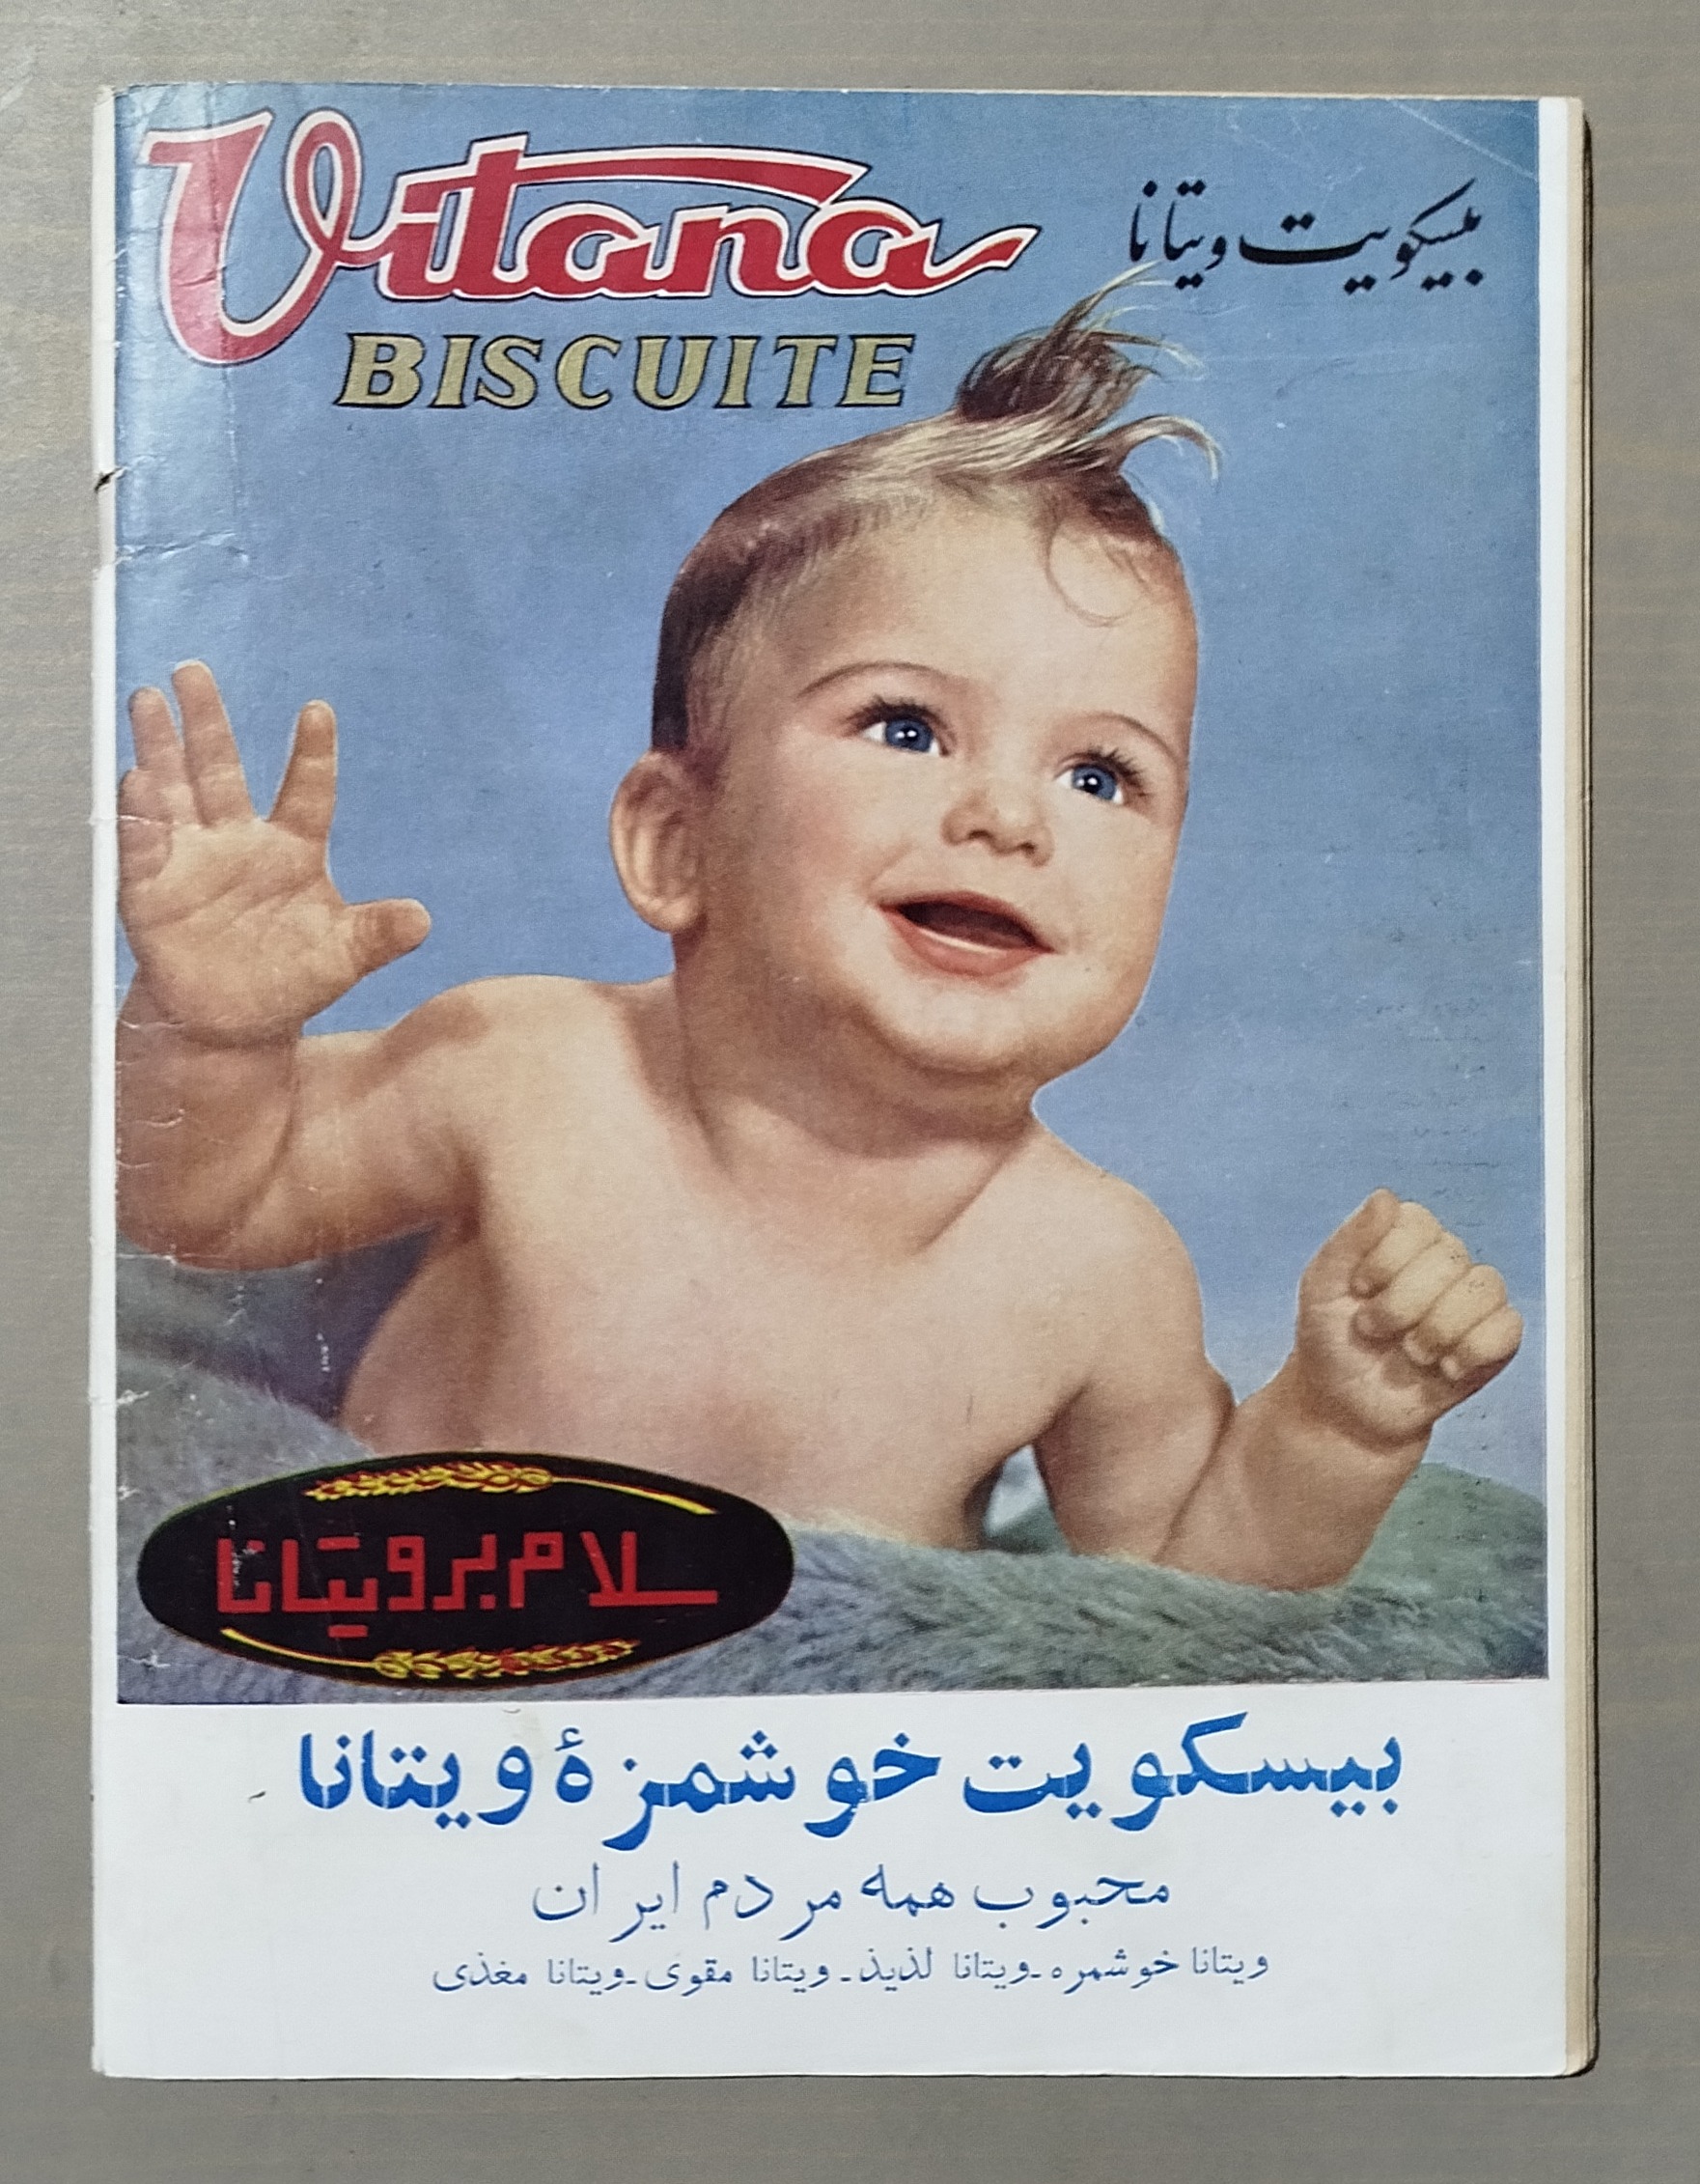 Vitana
BISCUITE
بیسکویت ویتانا
سلام بر ویتانا
بیسکویت خوشمزهٔ ویتانا
محبوب همه مردم ایران
ویتانا خوشمره ـ ویتانا لذیذ ـ ویتانا مقوی ـ ویتانا مغذی